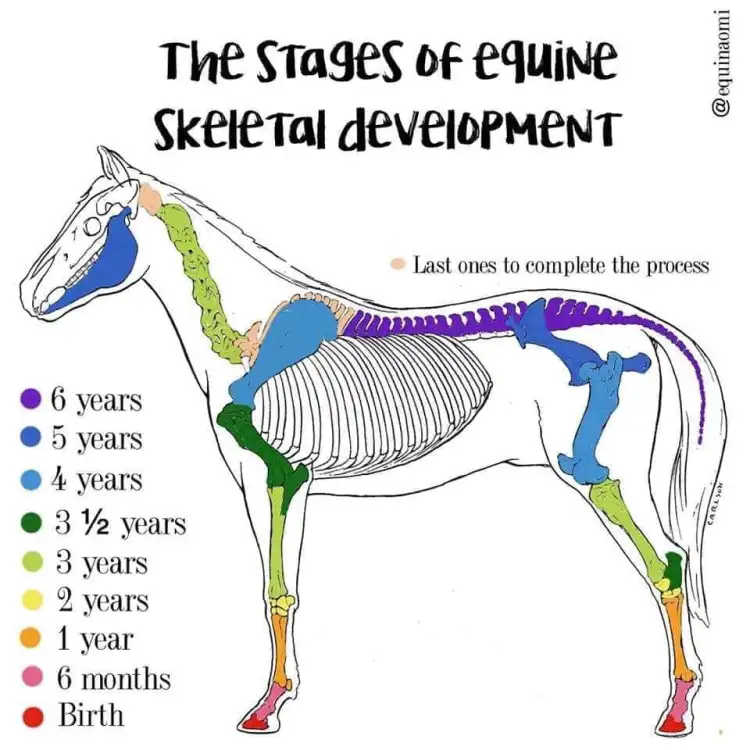 The Stages of equine
Skeletal development
@equinaomi
Last ones to complete the process
6 years
5 years
4 years
3 ½ years
3 years
2 years
1 year
6 months
Birth
CARLSON